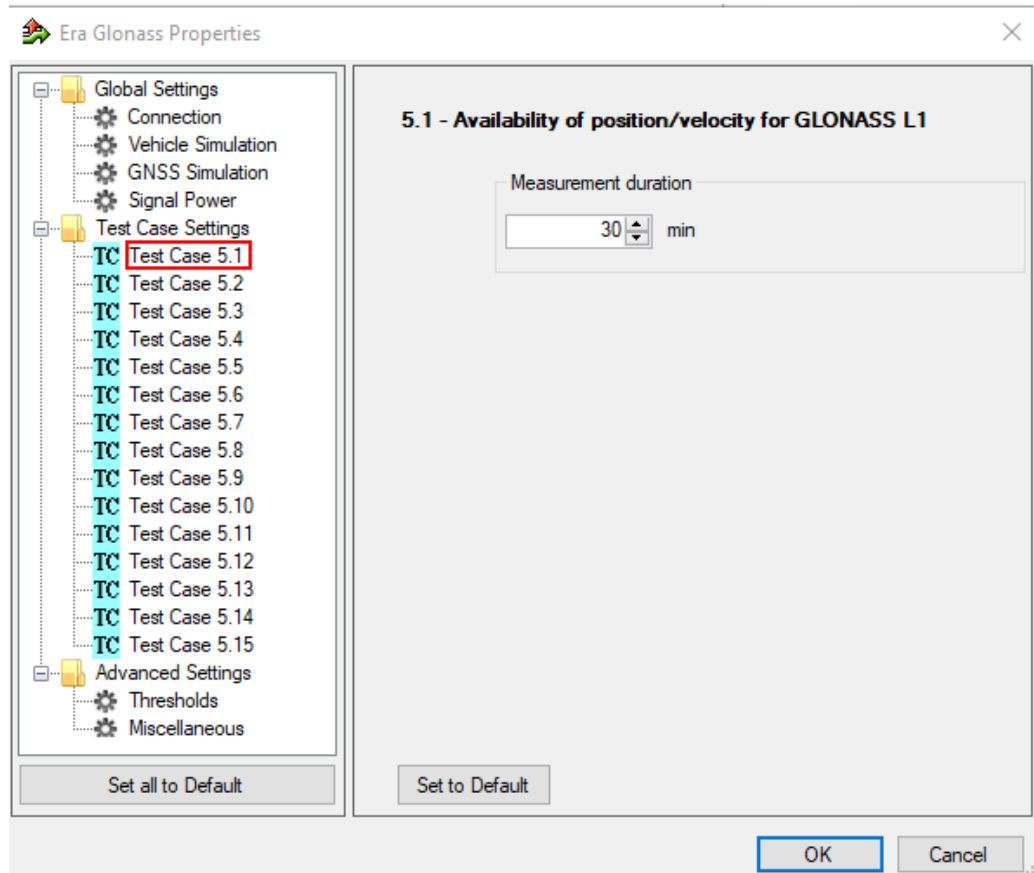 Era Glonass Properties
Global Settings
Connection
Vehicle Simulation
GNSS Simulation
Signal Power
Test Case Settings
TC Test Case 5.1
TC Test Case 5.2
TC Test Case 5.3
TC Test Case 5.4
TC Test Case 5.5
TC Test Case 5.6
TC Test Case 5.7
TC Test Case 5.8
TC Test Case 5.9
TC Test Case 5.10
TC Test Case 5.11
TC Test Case 5.12
TC Test Case 5.13
TC Test Case 5.14
TC Test Case 5.15
Advanced Settings
Thresholds
Miscellaneous
Set all to Default
5.1 - Availability of position/velocity for GLONASS L1
Measurement duration
30 min
Set to Default
OK Cancel